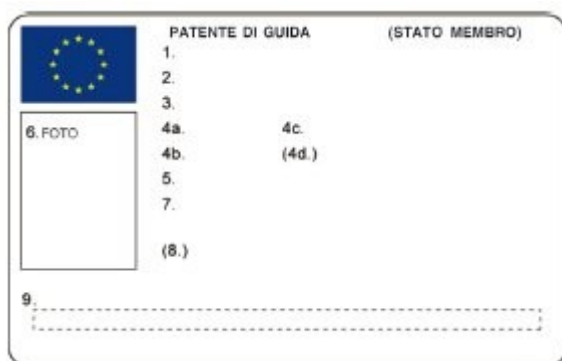 PATENTE DI GUIDA (STATO MEMBRO)
1.
2.
3.
6. FOTO
4a. 4c.
4b. (4d.)
5.
7.
(8.)
9.